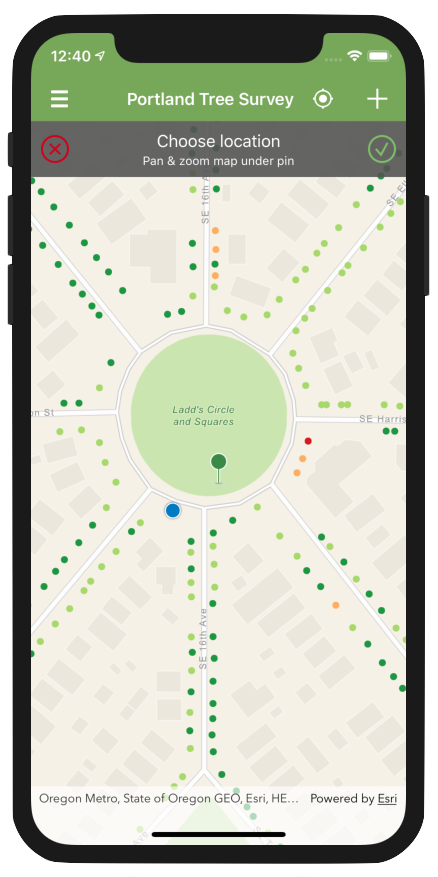 12:40
Portland Tree Survey
Choose location
Pan & zoom map under pin
SE 16th A
SE El
Ladd's Circle
and Squares
on St
SE Harris
SE 16th Ave
Oregon Metro, State of Oregon GEO, Esri, HE… Powered by Esri